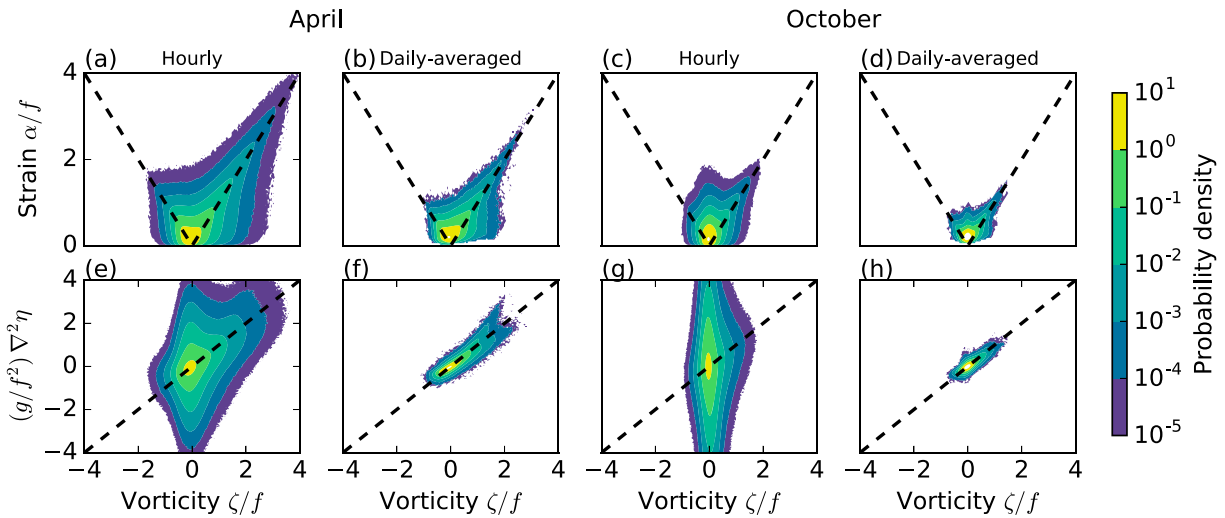 April October
(a) Hourly (b) Daily-averaged (c) Hourly (d) Daily-averaged
4
2
0
Strain α/f
−4 −2 0 2 4 −4 −2 0 2 4 −4 −2 0 2 4 −4 −2 0 2 4
(e) (f) (g) (h)
4
2
0
−2
−4
(g/f²) ∇²η
Vorticity ζ/f Vorticity ζ/f Vorticity ζ/f Vorticity ζ/f
10¹
10⁰
10⁻¹
10⁻²
10⁻³
10⁻⁴
10⁻⁵
Probability density